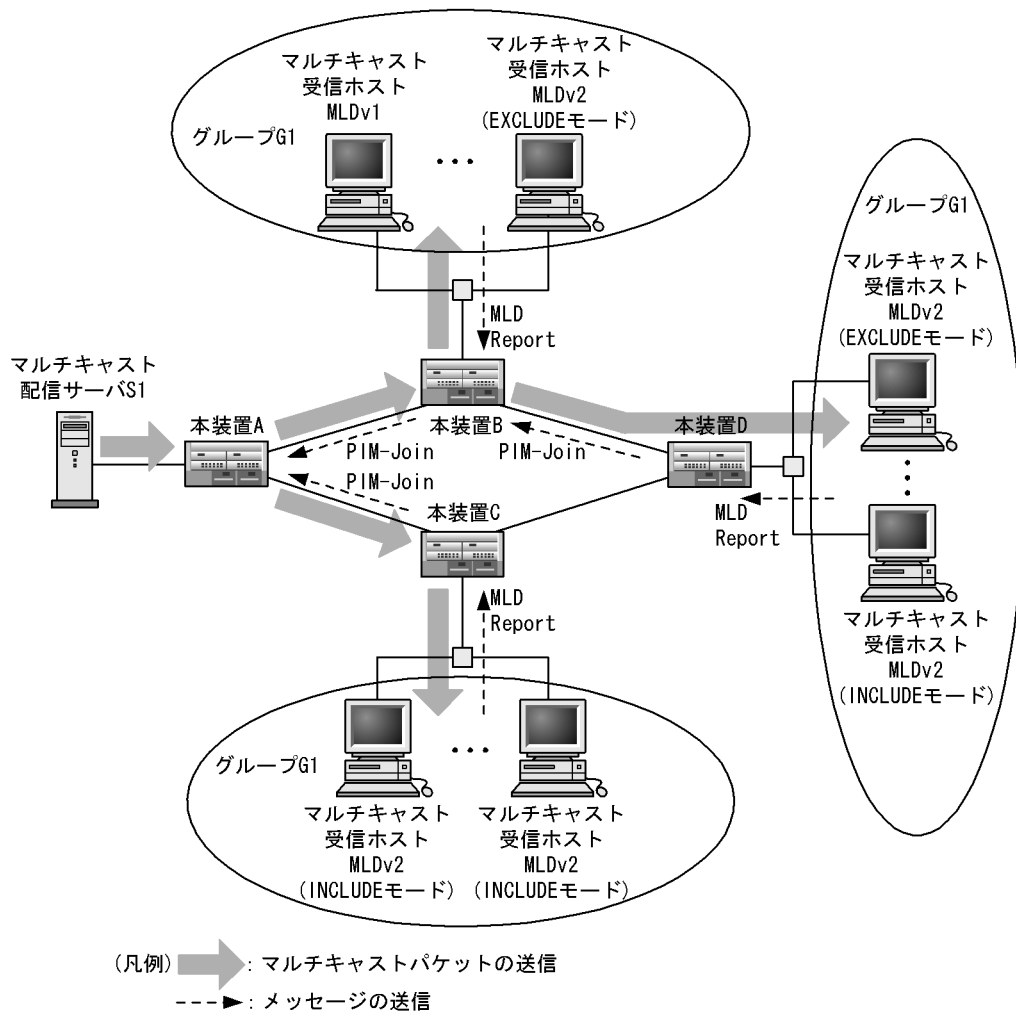 マルチキャスト
受信ホスト
MLDv1
マルチキャスト
受信ホスト
MLDv2
(EXCLUDEモード)
グループG1
MLD
Report
グループG1
マルチキャスト
受信ホスト
MLDv2
(EXCLUDEモード)
マルチキャスト
配信サーバS1
本装置A
本装置B
本装置D
PIM-Join
PIM-Join
PIM-Join
本装置C
MLD
Report
MLD
Report
マルチキャスト
受信ホスト
MLDv2
(INCLUDEモード)
グループG1
マルチキャスト
受信ホスト
MLDv2
(INCLUDEモード)
マルチキャスト
受信ホスト
MLDv2
(INCLUDEモード)
(凡例)
: マルチキャストパケットの送信
: メッセージの送信